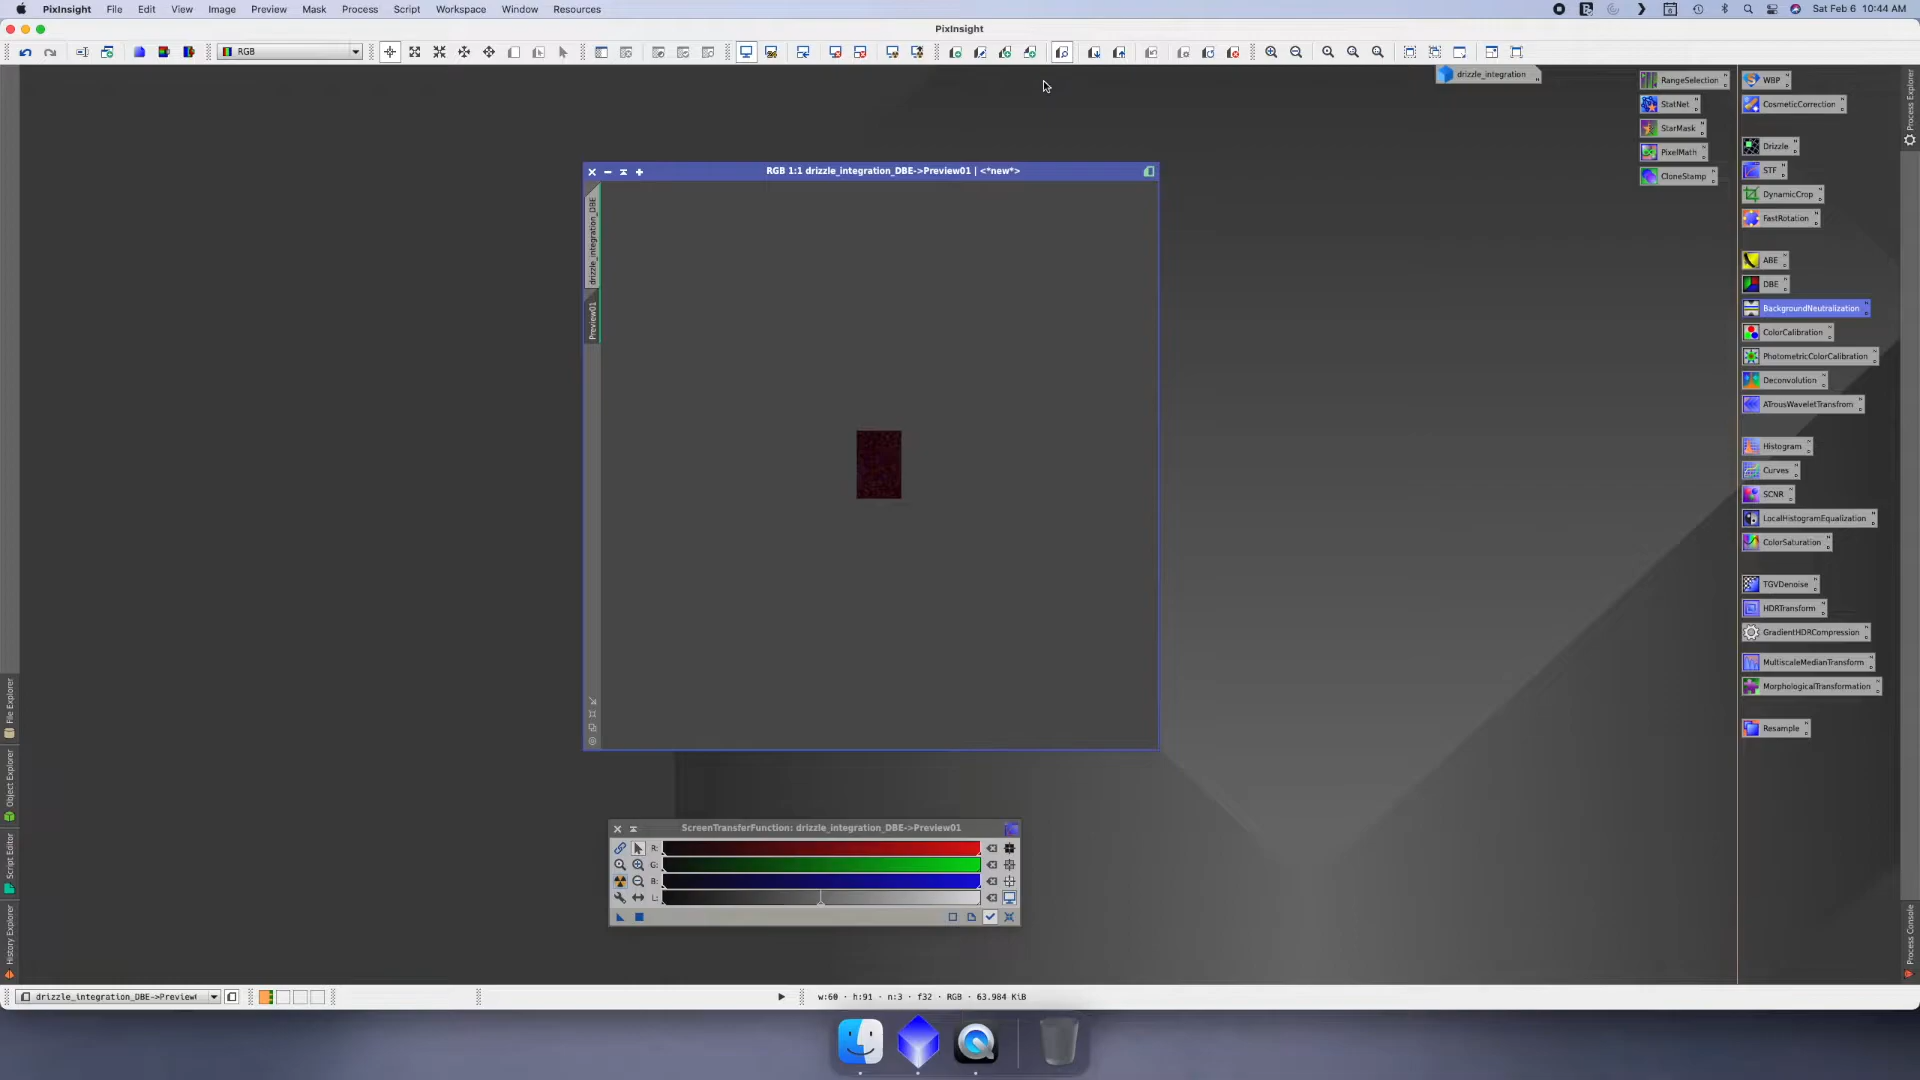 PixInsight File Edit View Image Preview Mask Process Script Workspace Window Resources
Sat Feb 6 10:44 AM
PixInsight
RGB
drizzle_integration
RangeSelection
StatNet
StarMask
PixelMath
CloneStamp
WBP
CosmeticCorrection
Drizzle
STF
DynamicCrop
FastRotation
ABE
DBE
BackgroundNeutralization
ColorCalibration
PhotometricColorCalibration
Deconvolution
ATrousWaveletTransfrom
Histogram
Curves
SCNR
LocalHistogramEqualization
ColorSaturation
TGVDenoise
HDRTransform
GradientHDRCompression
MultiscaleMedianTransform
MorphologicalTransformation
Resample
Process Explorer
Process Console
RGB 1:1 drizzle_integration_DBE->Preview01 | <*new*>
drizzle_integration_DBE
Preview01
File Explorer
Object Explorer
Script Editor
History Explorer
ScreenTransferFunction: drizzle_integration_DBE->Preview01
R:
G:
B:
L:
drizzle_integration_DBE->Preview(
w:60 · h:91 · n:3 · f32 · RGB · 63.984 KiB